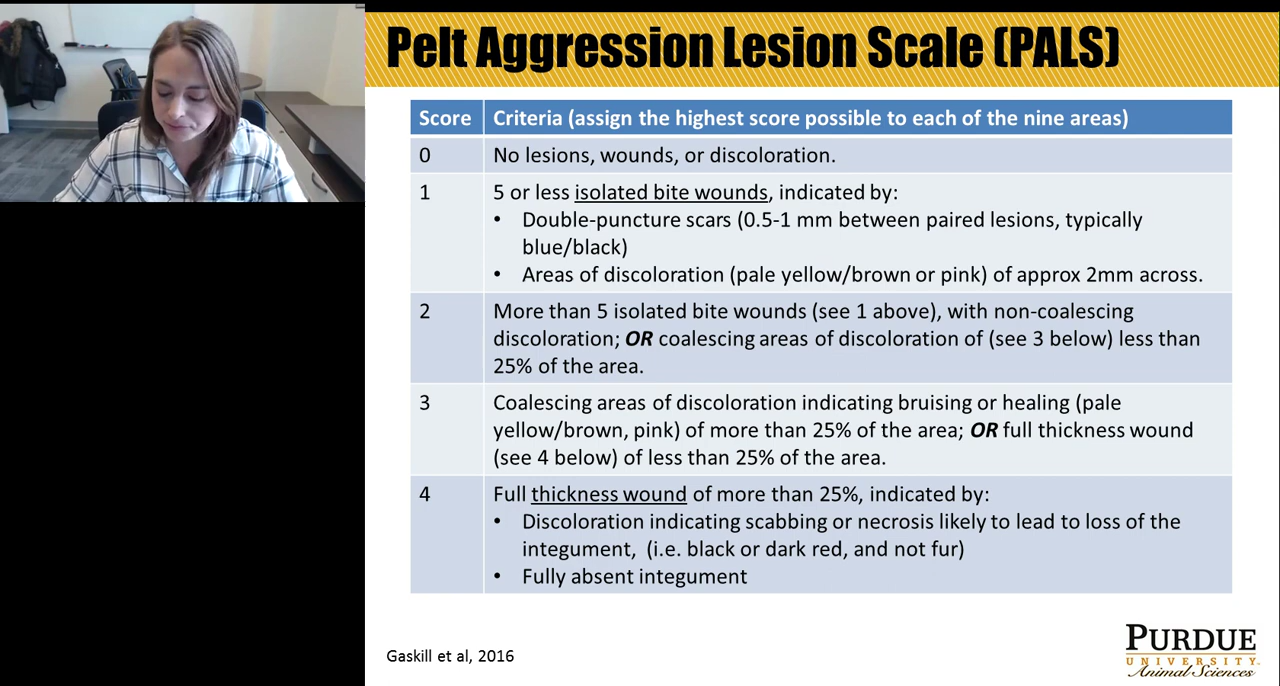 Pelt Aggression Lesion Scale (PALS)
Score Criteria (assign the highest score possible to each of the nine areas)
0 No lesions, wounds, or discoloration.
1 5 or less isolated bite wounds, indicated by:
• Double-puncture scars (0.5-1 mm between paired lesions, typically
blue/black)
• Areas of discoloration (pale yellow/brown or pink) of approx 2mm across.
2 More than 5 isolated bite wounds (see 1 above), with non-coalescing
discoloration; OR coalescing areas of discoloration of (see 3 below) less than
25% of the area.
3 Coalescing areas of discoloration indicating bruising or healing (pale
yellow/brown, pink) of more than 25% of the area; OR full thickness wound
(see 4 below) of less than 25% of the area.
4 Full thickness wound of more than 25%, indicated by:
• Discoloration indicating scabbing or necrosis likely to lead to loss of the
integument, (i.e. black or dark red, and not fur)
• Fully absent integument
Gaskill et al, 2016
PURDUE
UNIVERSITY
Animal Sciences